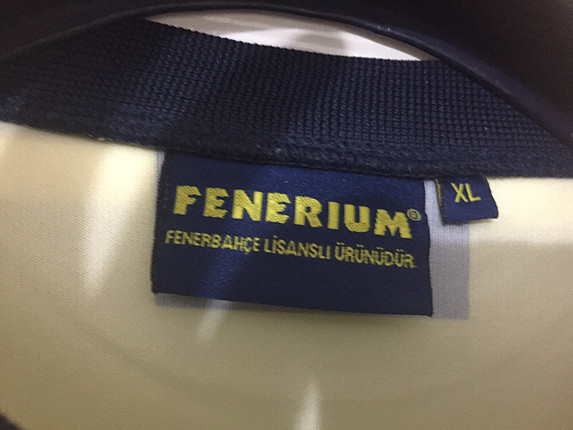 FENERIUM®
XL
FENERBAHÇE LİSANSLI ÜRÜNÜDÜR.